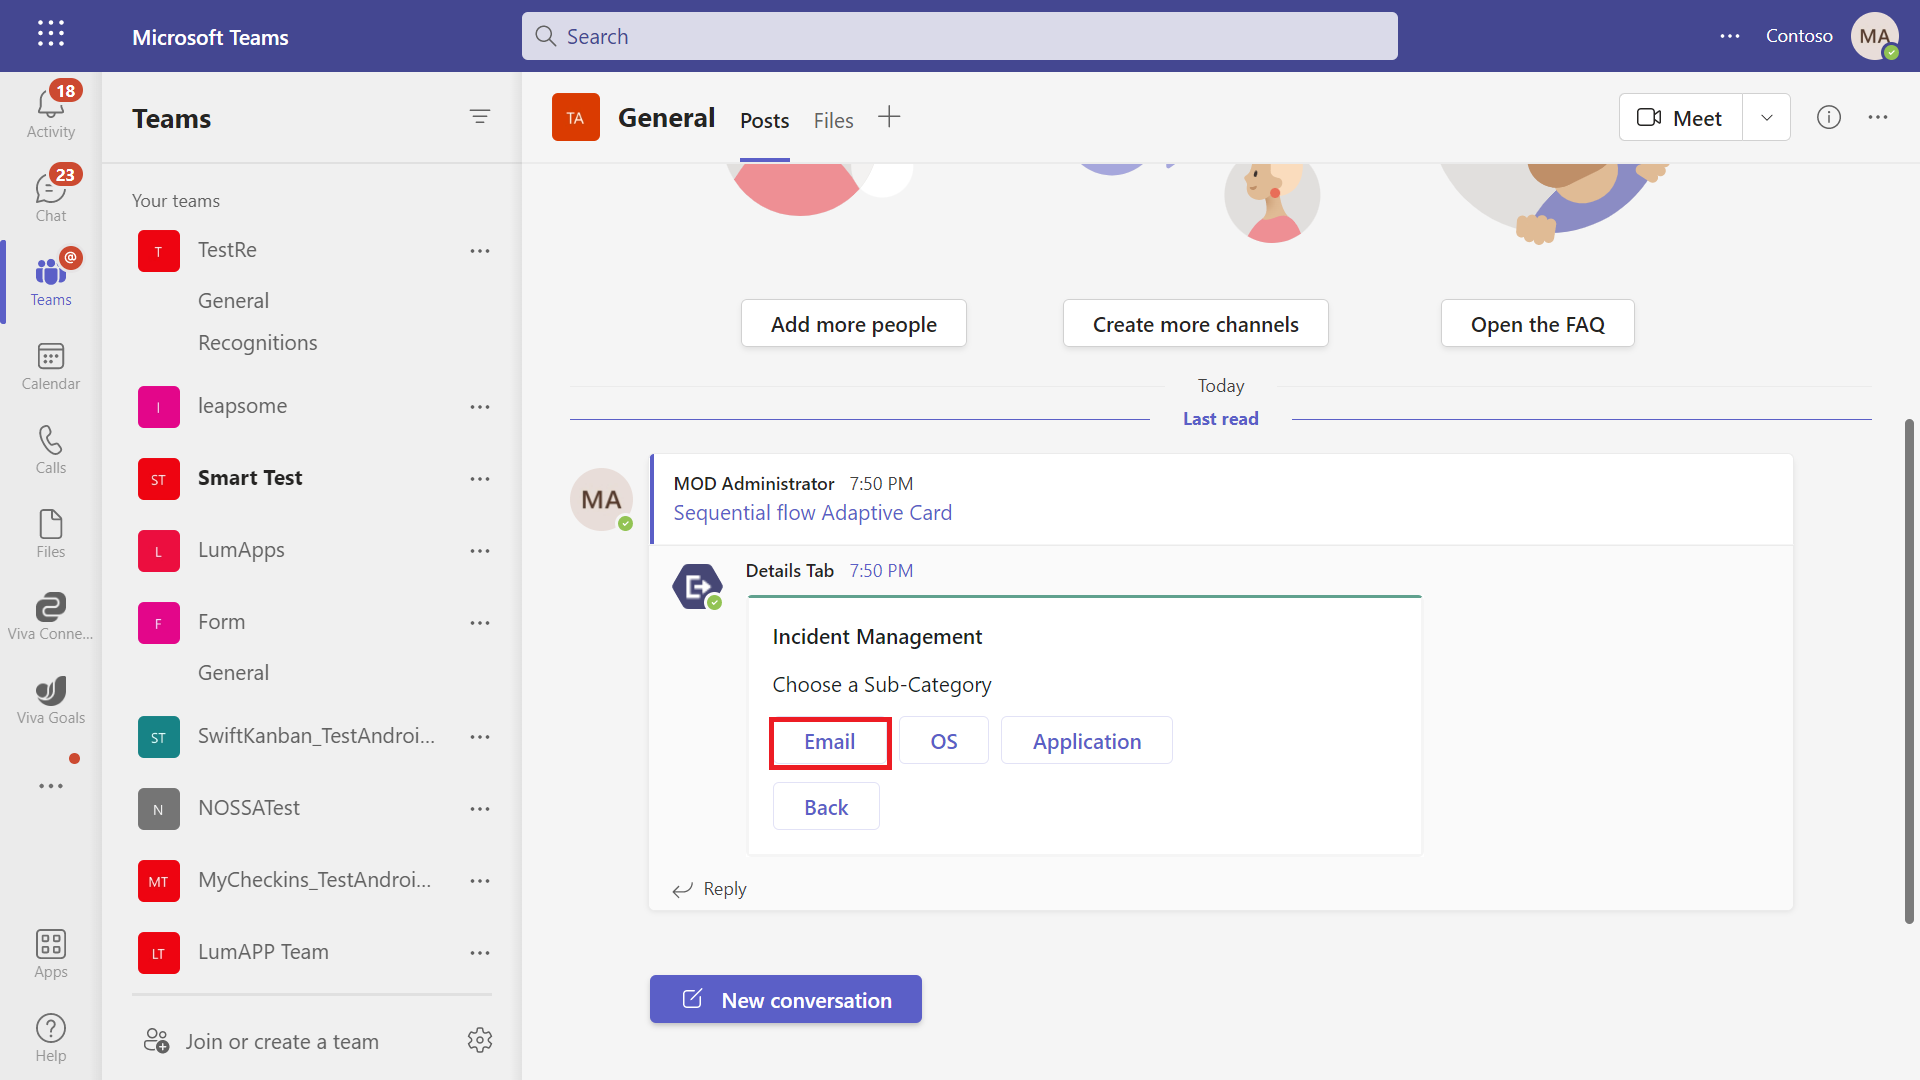 Microsoft Teams
Search
Contoso
MA
18
Activity
23
Chat
@
Teams
Calendar
Calls
Files
Viva Conne...
Viva Goals
Apps
Help
Teams
Your teams
T
TestRe
General
Recognitions
l
leapsome
ST
Smart Test
L
LumApps
F
Form
General
ST
SwiftKanban_TestAndroi...
N
NOSSATest
MT
MyCheckins_TestAndroi...
LT
LumAPP Team
Join or create a team
TA
General
Posts
Files
Meet
Add more people
Create more channels
Open the FAQ
Today
Last read
MA
MOD Administrator 7:50 PM
Sequential flow Adaptive Card
Details Tab 7:50 PM
Incident Management
Choose a Sub-Category
Email
OS
Application
Back
Reply
New conversation